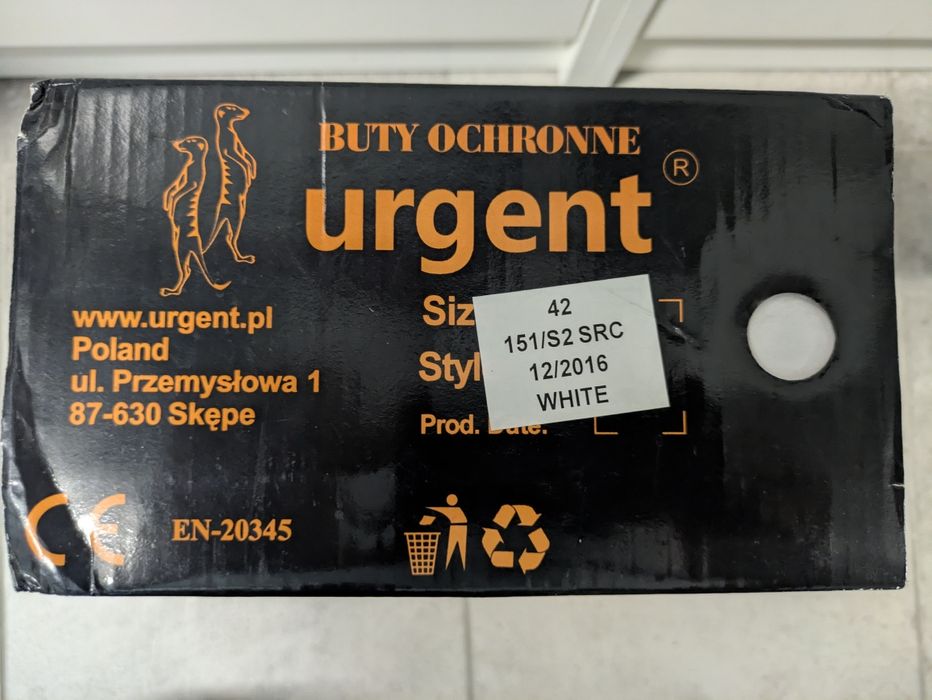 BUTY OCHRONNE
urgent
®
www.urgent.pl
Poland
ul. Przemysłowa 1
87-630 Skępe
Siz
Styl
Prod. Date:
42
151/S2 SRC
12/2016
WHITE
CE
EN-20345